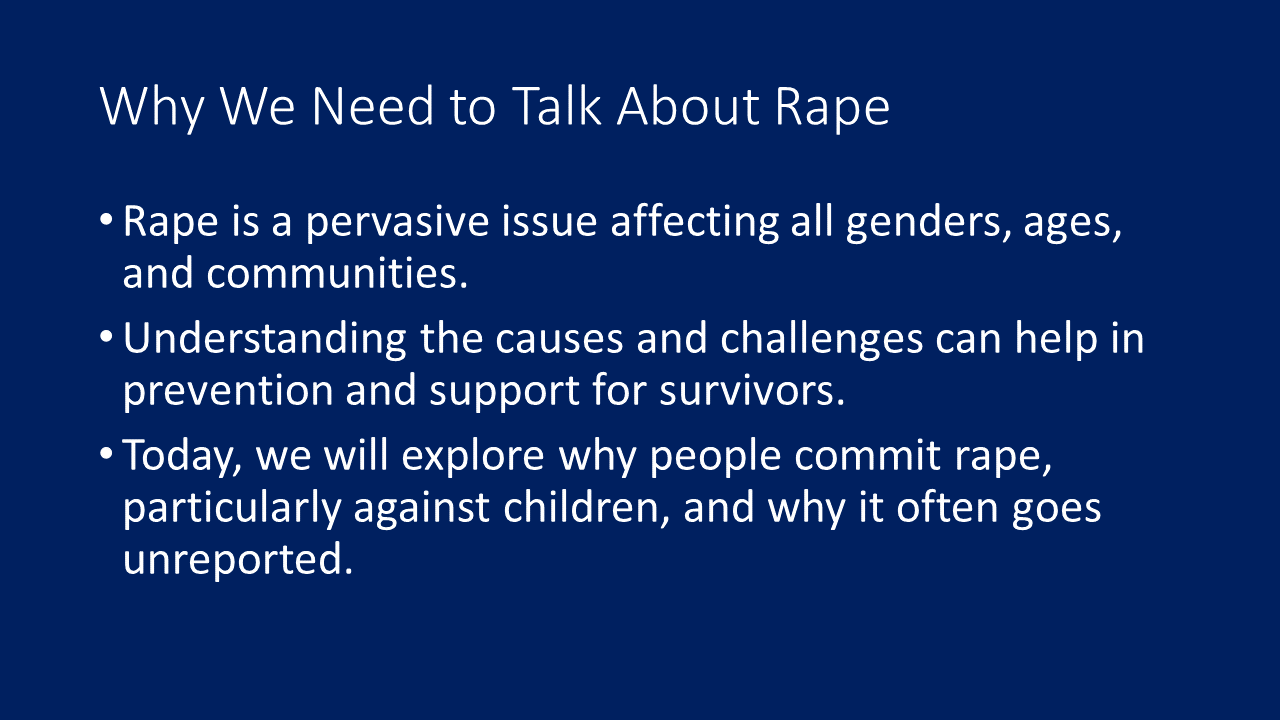 Why We Need to Talk About Rape
• Rape is a pervasive issue affecting all genders, ages,
and communities.
• Understanding the causes and challenges can help in
prevention and support for survivors.
• Today, we will explore why people commit rape,
particularly against children, and why it often goes
unreported.